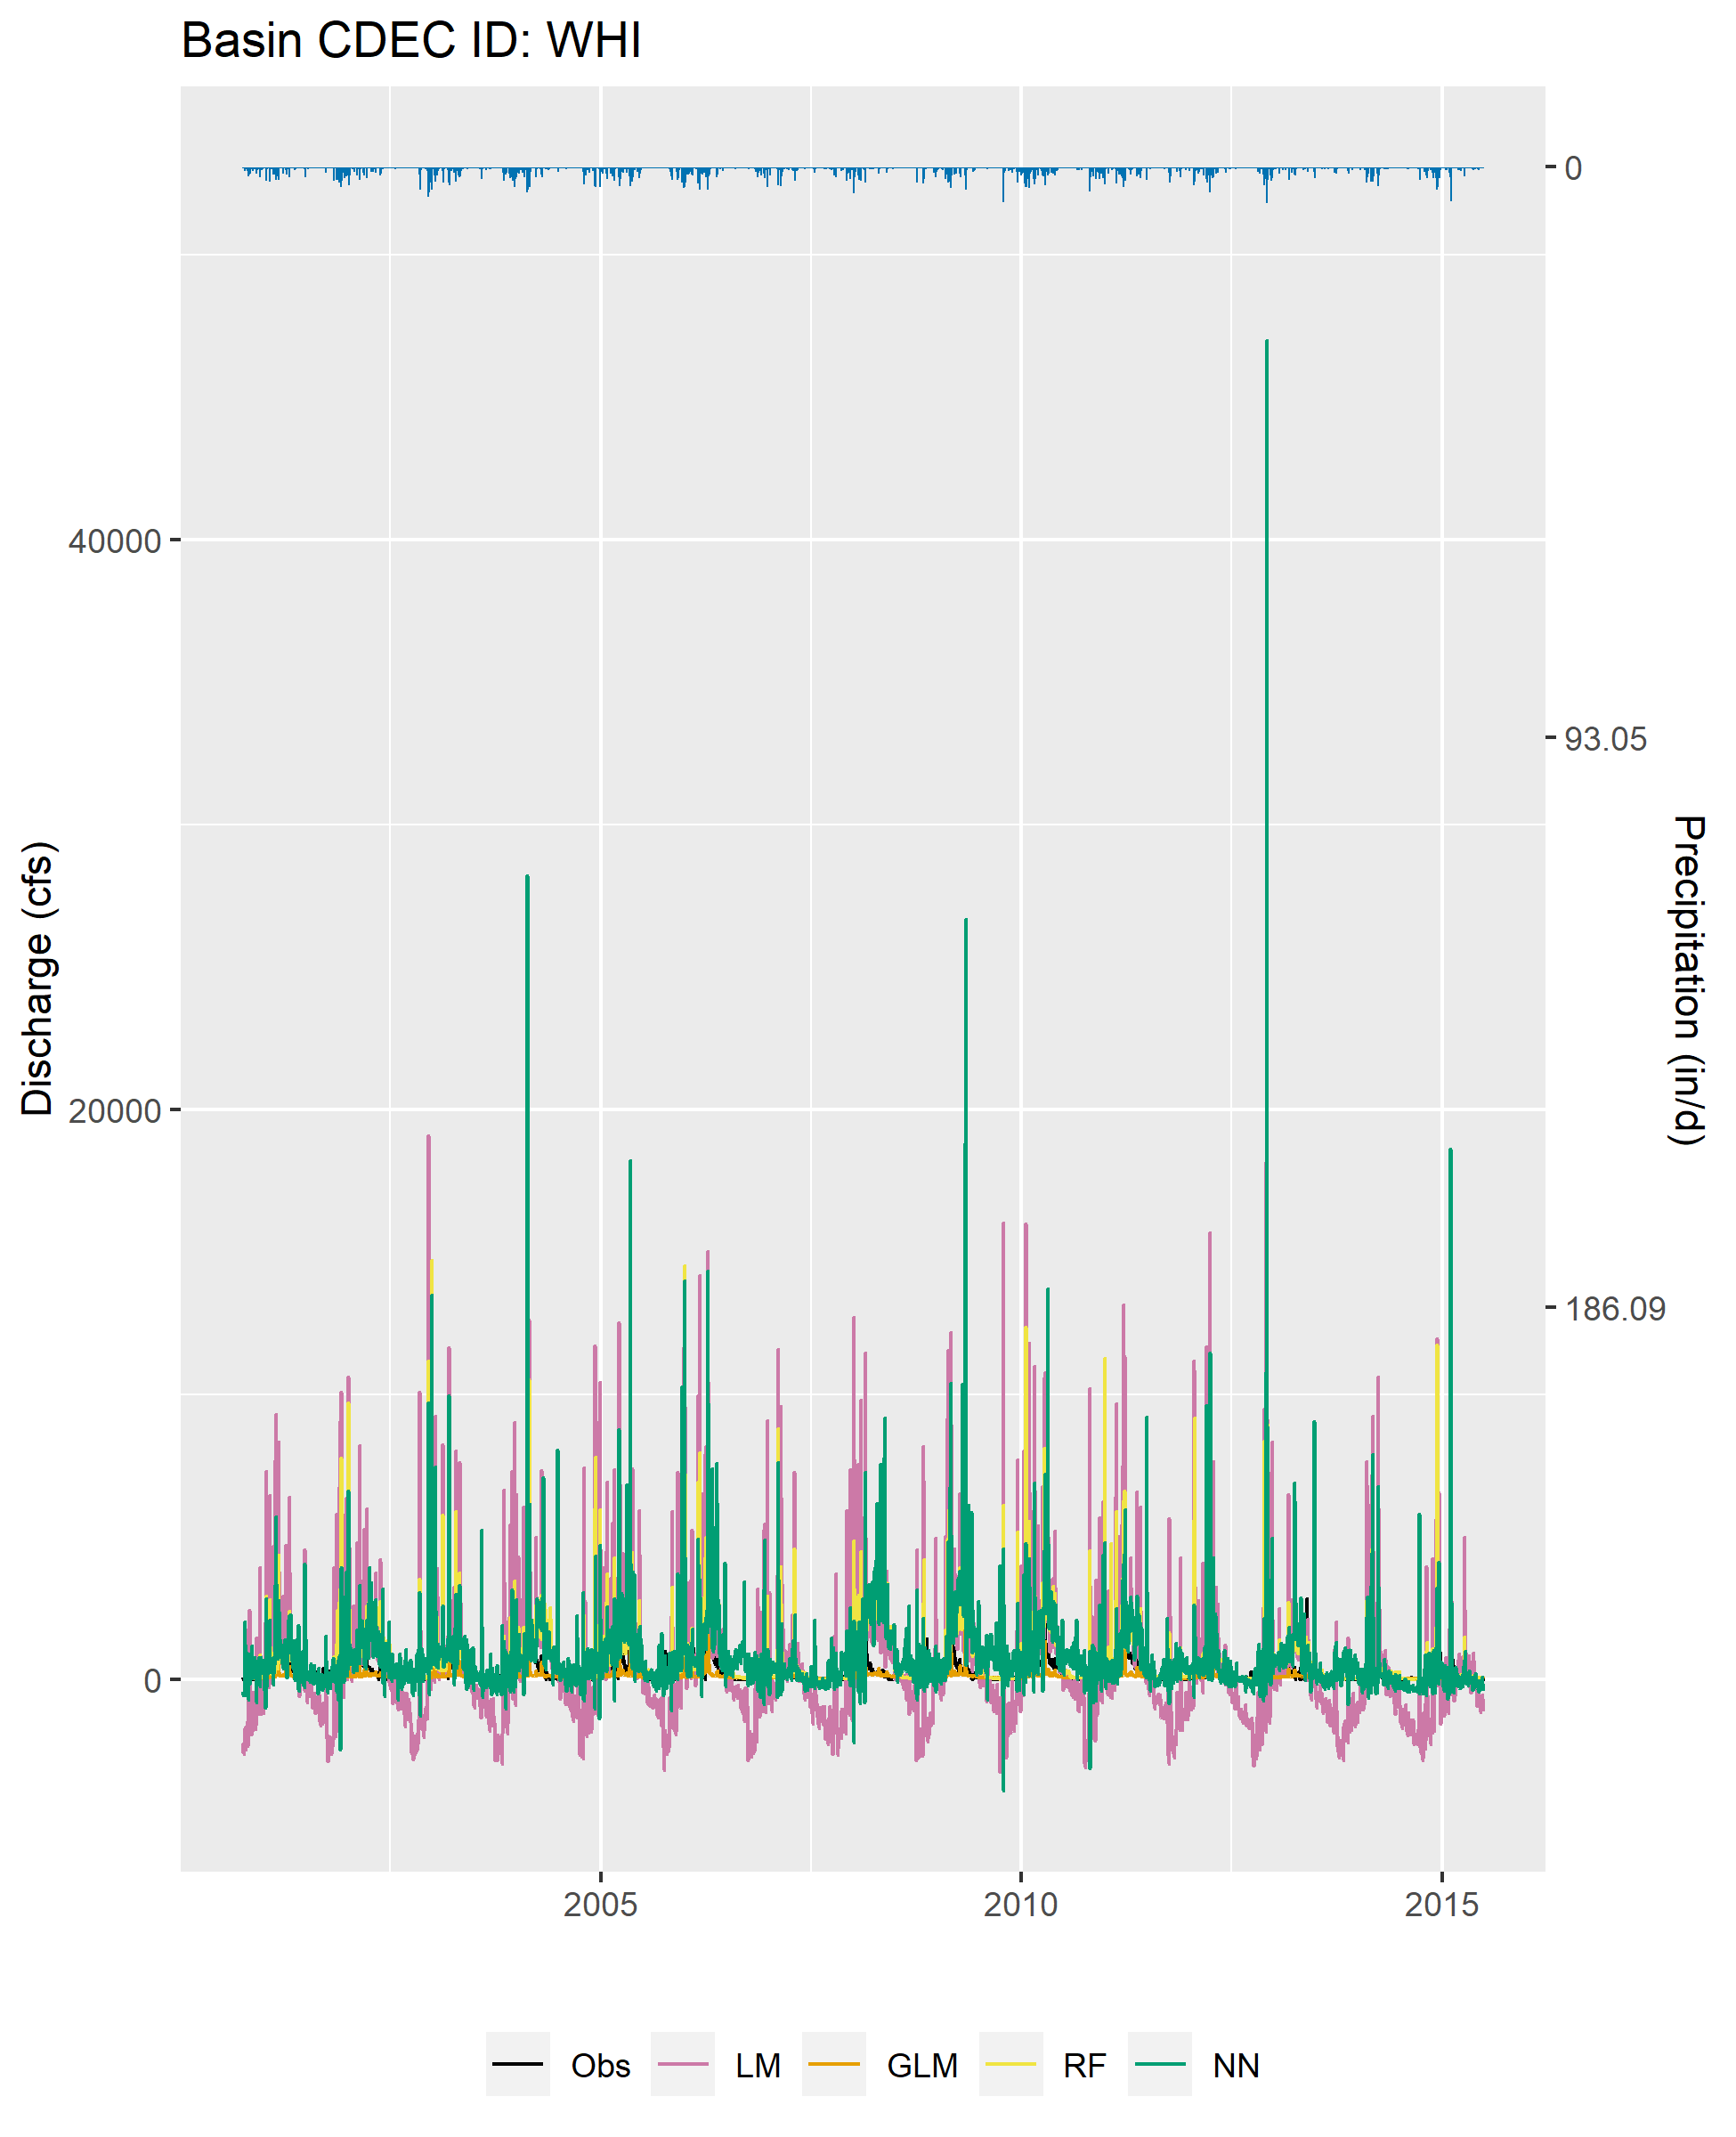 Basin CDEC ID: WHI
0
40000
93.05
Discharge (cfs)
Precipitation (in/d)
20000
186.09
0
2005
2010
2015
Obs
LM
GLM
RF
NN